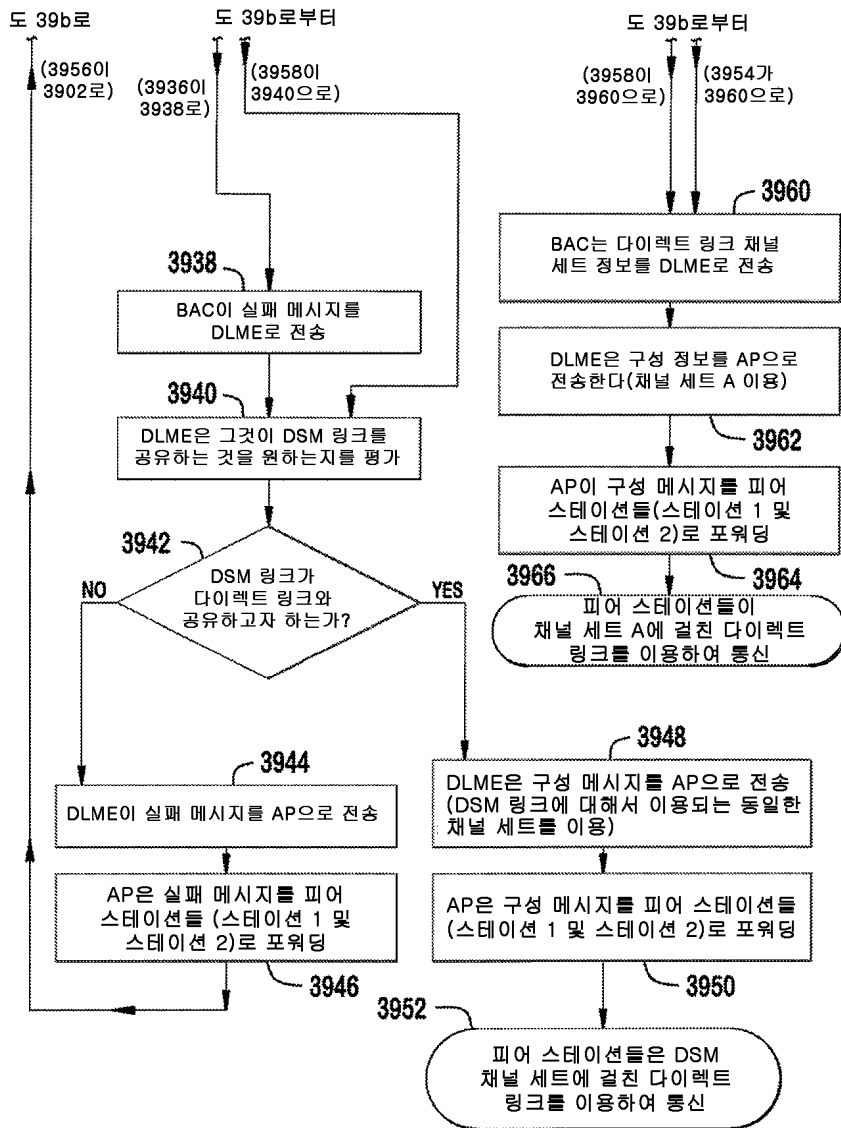 도 39b로
도 39b로부터
도 39b로부터
(3956이
3902로)
(3936이
3938로)
(3958이
3940으로)
(3958이
3960으로)
(3954가
3960으로)
3938
BAC이 실패 메시지를
DLME로 전송
3940
DLME은 그것이 DSM 링크를
공유하는 것을 원하는지를 평가
3942
DSM 링크가
다이렉트 링크와
공유하고자 하는가?
NO
YES
3944
DLME이 실패 메시지를 AP으로 전송
AP은 실패 메시지를 피어
스테이션들 (스테이션 1 및
스테이션 2)로 포워딩
3946
3948
DLME은 구성 메시지를 AP으로 전송
(DSM 링크에 대해서 이용되는 동일한
채널 세트를 이용)
AP은 구성 메시지를 피어 스테이션들
(스테이션 1 및 스테이션 2)로 포워딩
3950
3952
피어 스테이션들은 DSM
채널 세트에 걸친 다이렉트
링크를 이용하여 통신
3960
BAC는 다이렉트 링크 채널
세트 정보를 DLME로 전송
DLME은 구성 정보를 AP으로
전송한다(채널 세트 A 이용)
3962
AP이 구성 메시지를 피어
스테이션들(스테이션 1 및
스테이션 2)로 포워딩
3964
3966
피어 스테이션들이
채널 세트 A에 걸친 다이렉트
링크를 이용하여 통신